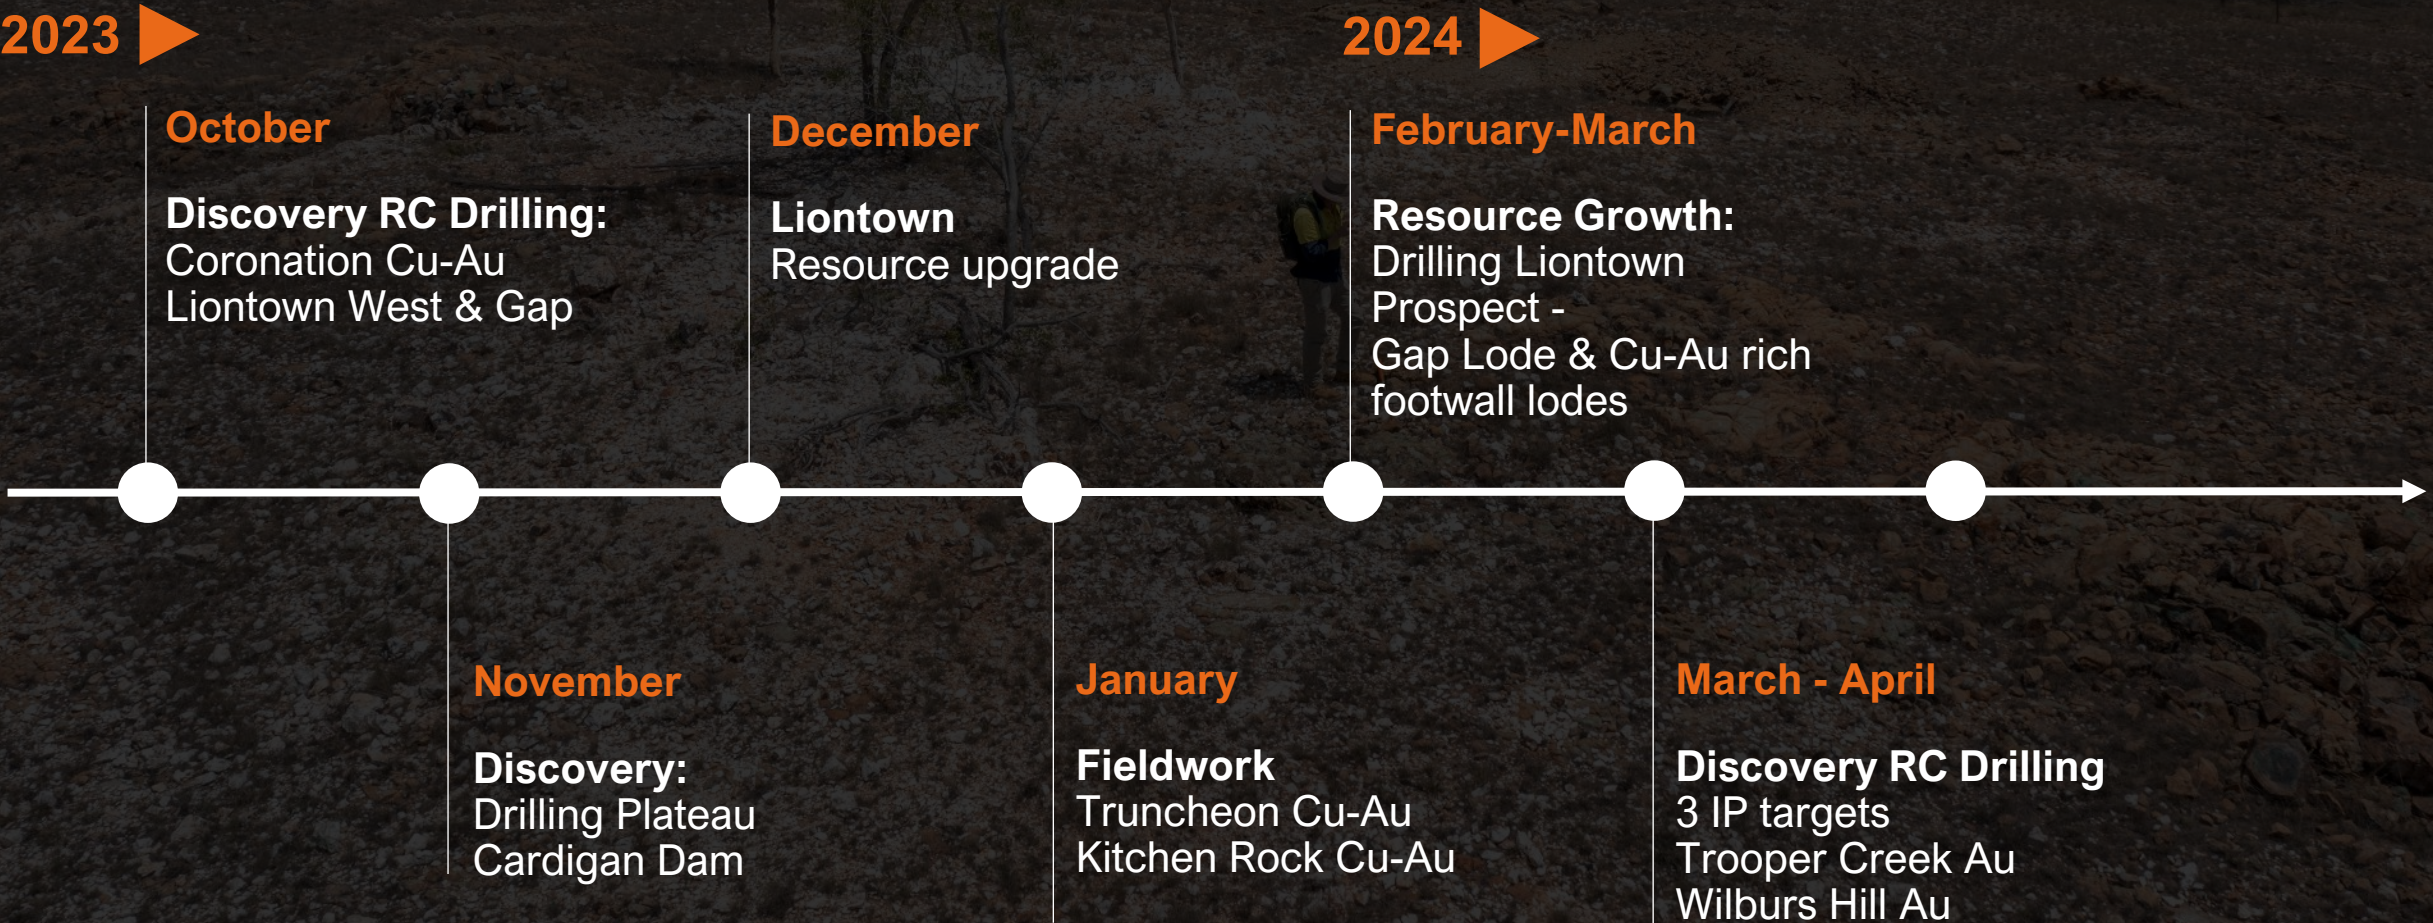 2023
2024
October
Discovery RC Drilling:
Coronation Cu-Au
Liontown West & Gap
December
Liontown
Resource upgrade
February-March
Resource Growth:
Drilling Liontown
Prospect -
Gap Lode & Cu-Au rich
footwall lodes
November
Discovery:
Drilling Plateau
Cardigan Dam
January
Fieldwork
Truncheon Cu-Au
Kitchen Rock Cu-Au
March - April
Discovery RC Drilling
3 IP targets
Trooper Creek Au
Wilburs Hill Au